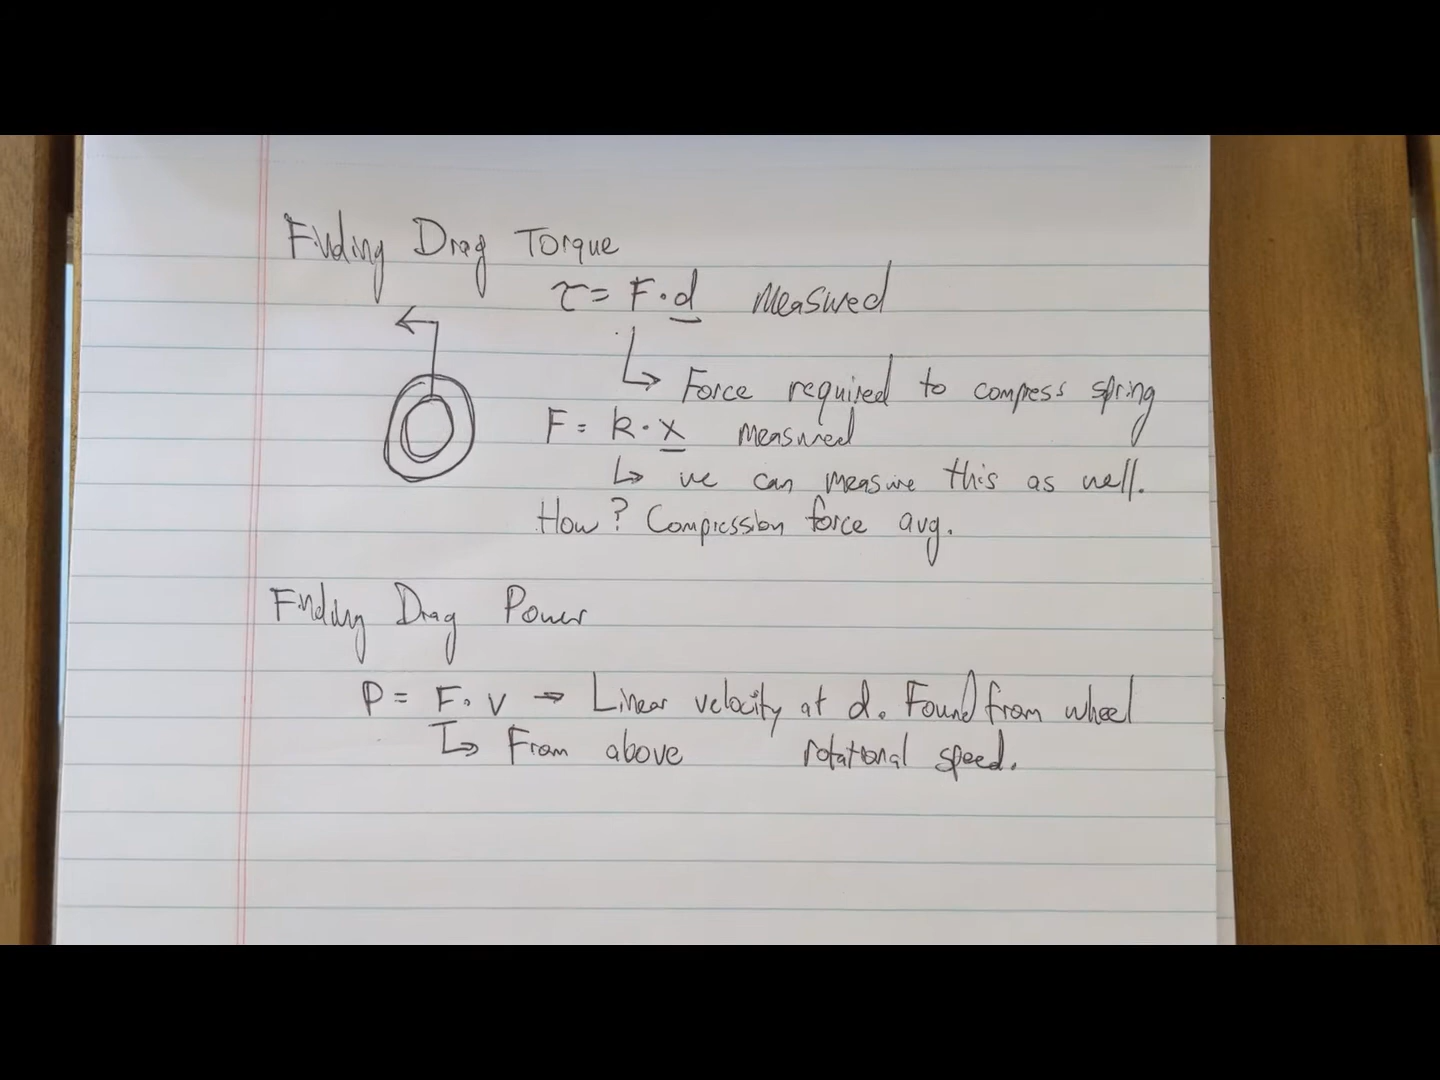 Finding Drag Torque
τ = F·d measured
↳ Force required to compress spring
F = k·x measured
↳ we can measure this as well.
How? Compression force avg.
Finding Drag Power
P = F·v → Linear velocity at d. Found from wheel
↳ From above rotational speed.